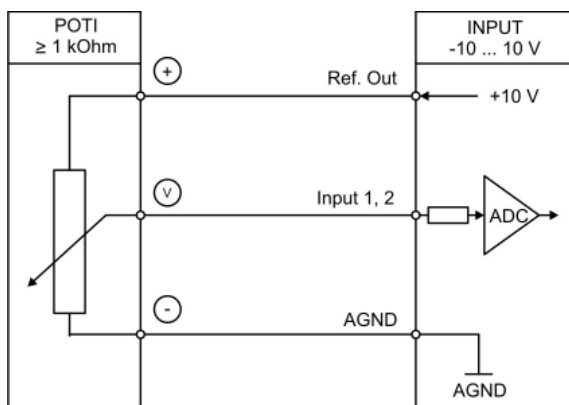 POTI
≥ 1 kOhm
INPUT
-10 ... 10 V
+
Ref. Out
+10 V
V
Input 1, 2
ADC
-
AGND
AGND